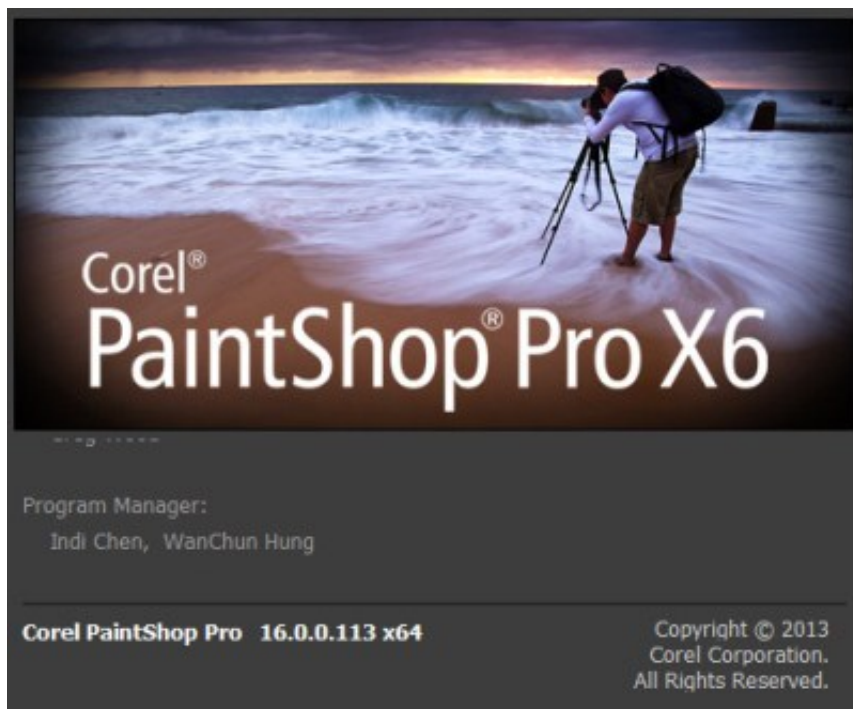 Corel®
PaintShop® Pro X6
Program Manager:
Indi Chen, WanChun Hung
Corel PaintShop Pro 16.0.0.113 x64
Copyright © 2013
Corel Corporation.
All Rights Reserved.